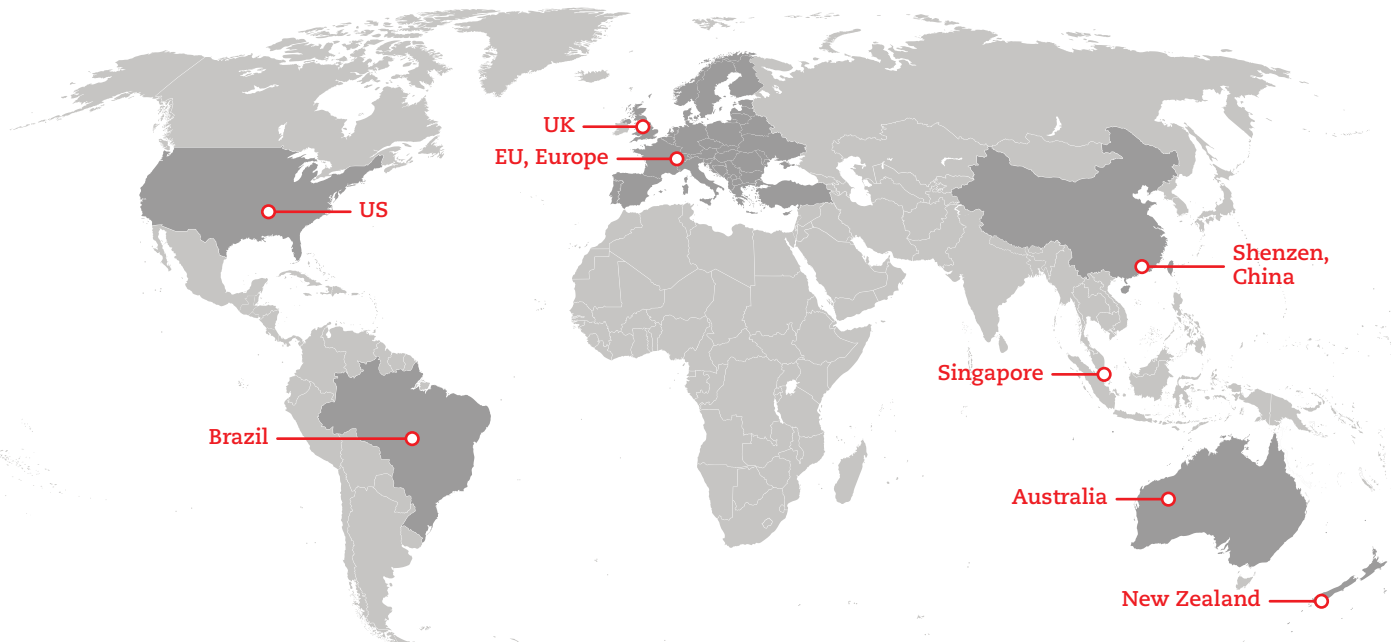 UK
EU, Europe
US
Shenzen,
China
Singapore
Brazil
Australia
New Zealand